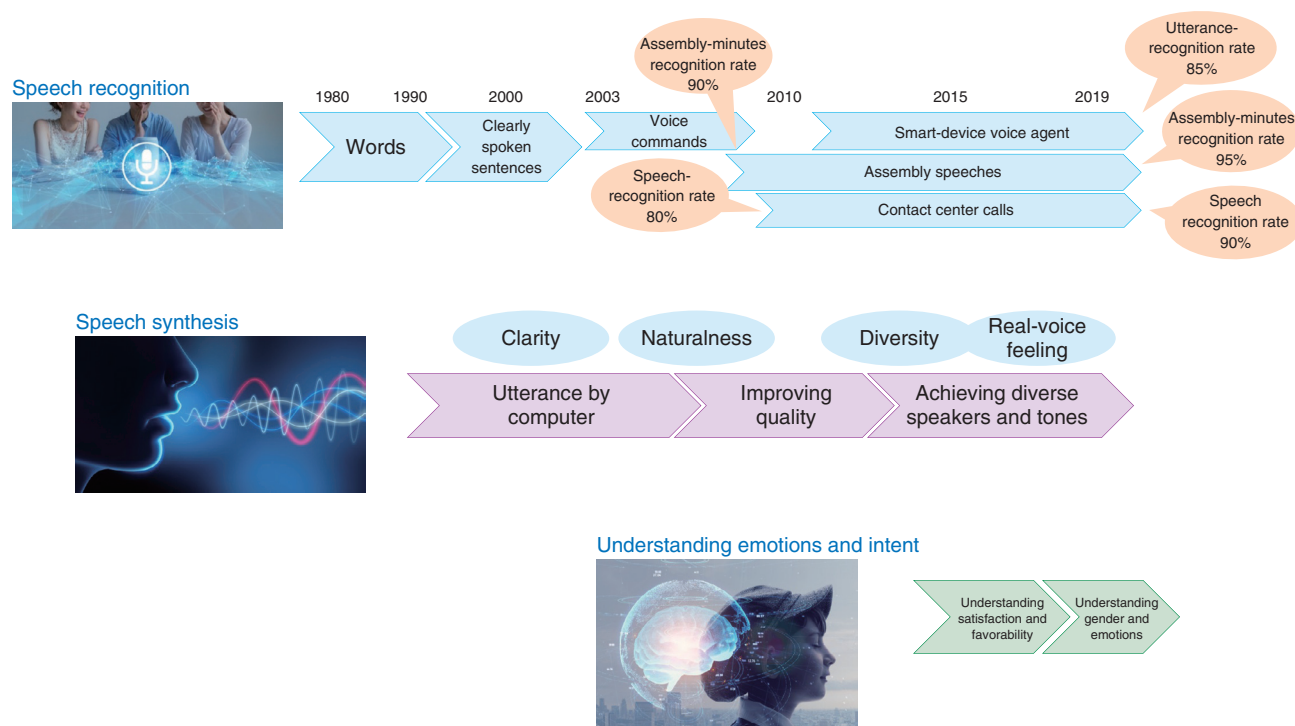 Speech recognition
1980
1990
2000
2003
2010
2015
2019
Assembly-minutes
recognition rate
90%
Utterance-
recognition rate
85%
Words
Clearly
spoken
sentences
Voice
commands
Smart-device voice agent
Assembly-minutes
recognition rate
95%
Speech-
recognition rate
80%
Assembly speeches
Contact center calls
Speech
recognition rate
90%
Speech synthesis
Clarity
Naturalness
Diversity
Real-voice
feeling
Utterance by
computer
Improving
quality
Achieving diverse
speakers and tones
Understanding emotions and intent
Understanding
satisfaction and
favorability
Understanding
gender and
emotions